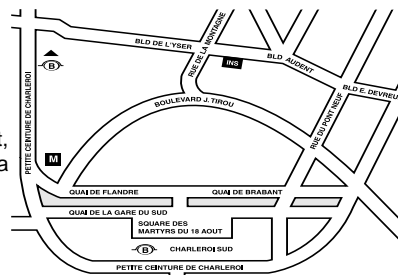 BLD DE L'YSER
RUE DE LA MONTAGNE
BLD AUDENT
INS
B
BLD E. DEVREU
PETITE CEINTURE DE CHARLEROI
BOULEVARD J. TIROU
RUE DU PONT NEUF
t,
a
M
QUAI DE FLANDRE
QUAI DE BRABANT
QUAI DE LA GARE DU SUD
SQUARE DES
MARTYRS DU 18 AOUT
B
CHARLEROI SUD
PETITE CEINTURE DE CHARLEROI